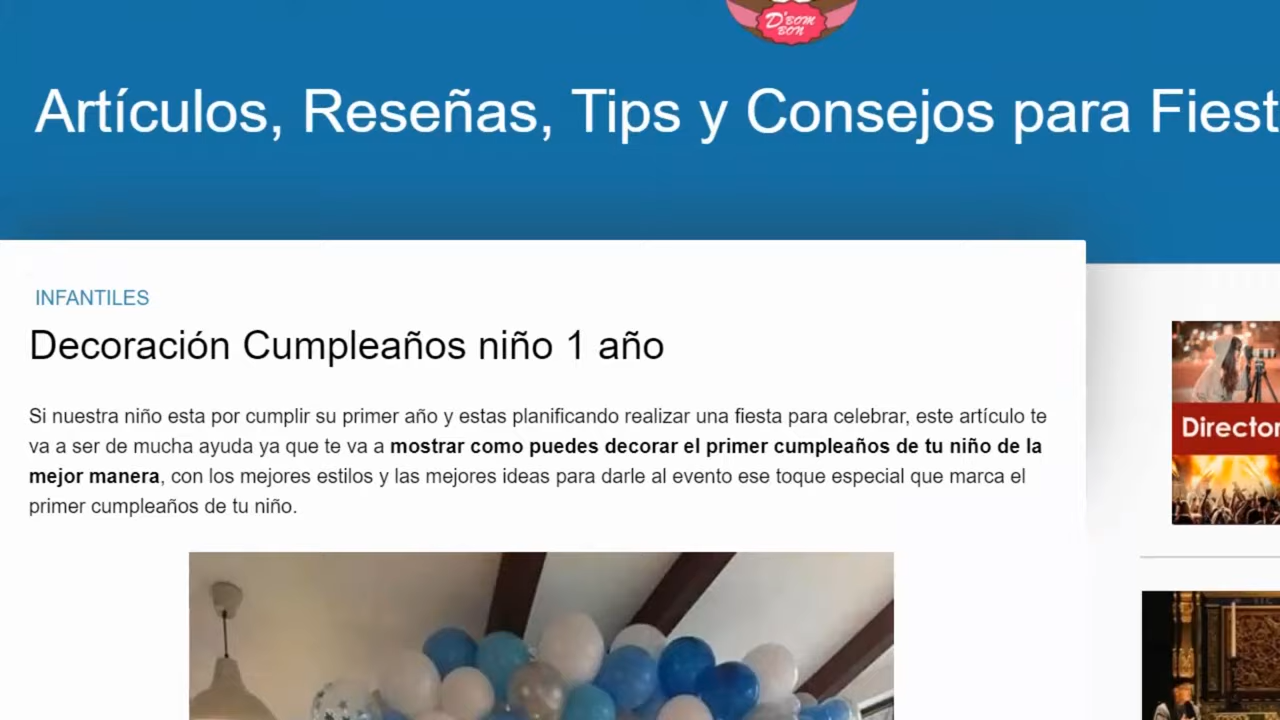 D'BOM
BON
Artículos, Reseñas, Tips y Consejos para Fiest
INFANTILES
Decoración Cumpleaños niño 1 año
Si nuestra niño esta por cumplir su primer año y estas planificando realizar una fiesta para celebrar, este artículo te
va a ser de mucha ayuda ya que te va a mostrar como puedes decorar el primer cumpleaños de tu niño de la
mejor manera, con los mejores estilos y las mejores ideas para darle al evento ese toque especial que marca el
primer cumpleaños de tu niño.
Director